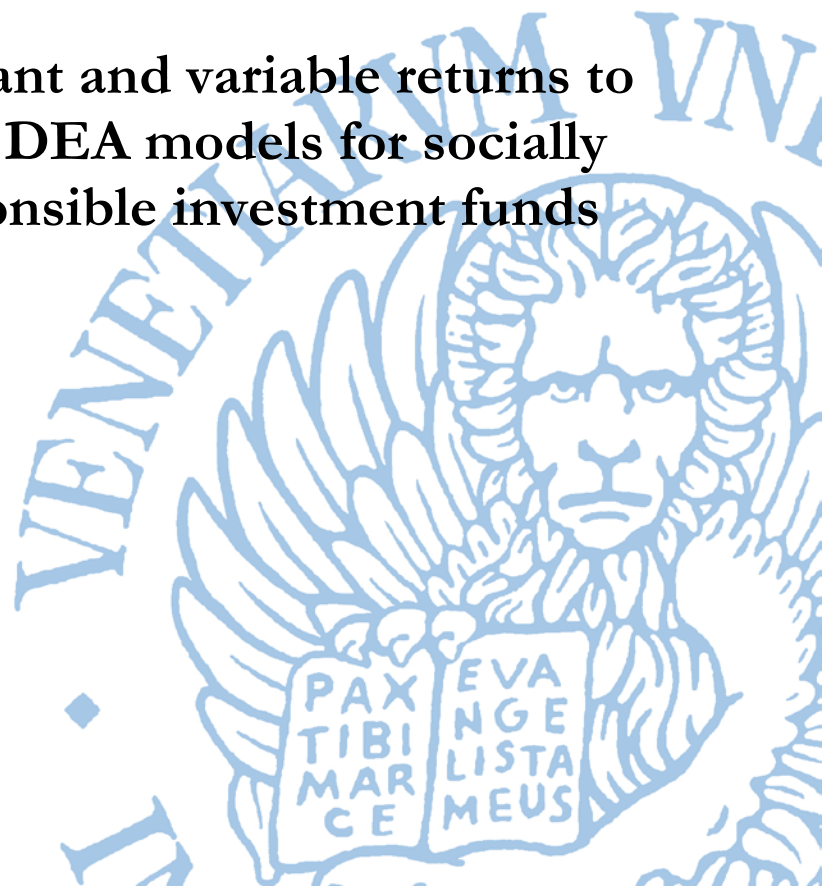 ant and variable returns to
DEA models for socially
onsible investment funds
VENETIARVM VN
PAX
TIBI
MAR
CE
EVA
NGE
LISTA
MEUS